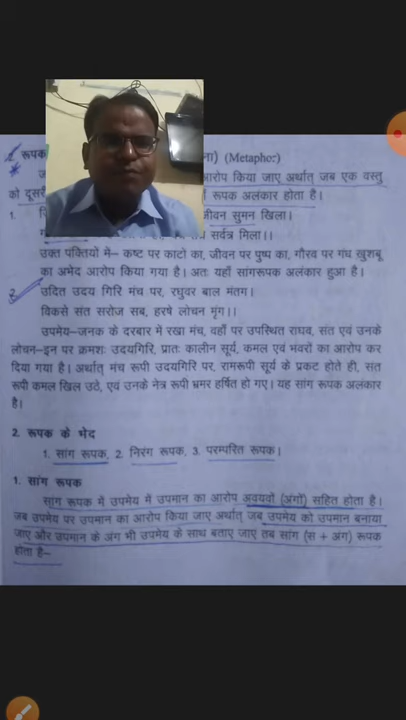 2. रूपक (Metaphor)
आरोप किया जाए अर्थात् जब एक वस्तु
को दूसरी रूपक अलंकार होता है।
1. जीवन सुमन खिला।
सर्वत्र मिला।।
उक्त पंक्तियों में– कष्ट पर काटो का, जीवन पर पुष्प का, गौरव पर गंध खुशबू
का अभेद आरोप किया गया है। अतः यहाँ सांगरूपक अलंकार हुआ है।
2. उदित उदय गिरि मंच पर, रघुवर बाल मतंग।
विकसे संत सरोज सब, हरषे लोचन भृंग।।
उपमेय–जनक के दरबार में रखा मंच, वहाँ पर उपस्थित राघव, संत एवं उनके
लोचन–इन पर क्रमशः उदयगिरि, प्रातः कालीन सूर्य, कमल एवं भंवरों का आरोप कर
दिया गया है। अर्थात् मंच रूपी उदयगिरि पर, रामरूपी सूर्य के प्रकट होते ही, संत
रूपी कमल खिल उठे, एवं उनके नेत्र रूपी भ्रमर हर्षित हो गए। यह सांग रूपक अलंकार
है।
2. रूपक के भेद
1. सांग रूपक, 2. निरंग रूपक, 3. परम्परित रूपक।
1. सांग रूपक
सांग रूपक में उपमेय में उपमान का आरोप अवयवों (अंगों) सहित होता है।
जब उपमेय पर उपमान का आरोप किया जाए अर्थात् जब उपमेय को उपमान बनाया
जाए और उपमान के अंग भी उपमेय के साथ बताए जाए तब सांग (स + अंग) रूपक
होता है–